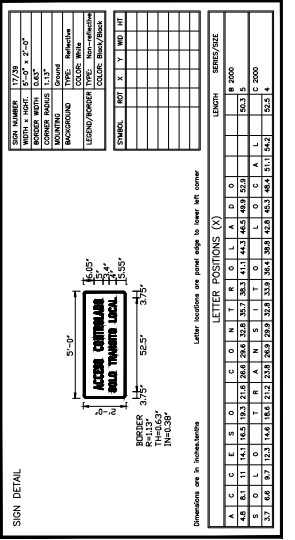 SIGN DETAIL
5'-0"
2'-0"
ACCESO CONTROLADO
SOLO TRANSITO LOCAL
6.05"
5"
3.4"
4"
5.55"
3.75"
52.5"
3.75"
BORDER
R=1.13"
TH=0.63"
IN=0.38"
SIGN NUMBER 17/39
WIDTH x HGHT. 5'-0" x 2'-0"
BORDER WIDTH 0.63"
CORNER RADIUS 1.13"
MOUNTING Ground
BACKGROUND TYPE: Reflective
COLOR: White
LEGEND/BORDER TYPE: Non-reflective
COLOR: Black/Black
SYMBOL ROT X Y WID HT
Dimensions are in inches.tenths
Letter locations are panel edge to lower left corner
LETTER POSITIONS (X) LENGTH SERIES/SIZE
A C C E S O C O N T R O L A D O B 2000
4.8 8.1 11 14.1 16.5 19.3 21.6 26.6 29.6 32.8 35.7 38.3 41.1 44.3 46.5 49.9 52.9 50.3 5
S O L O T R A N S I T O L O C A L C 2000
3.7 6.8 9.7 12.3 14.6 18.6 21.2 23.8 26.9 29.9 32.8 33.9 36.4 38.8 42.8 45.3 48.4 51.1 54.2 52.5 4